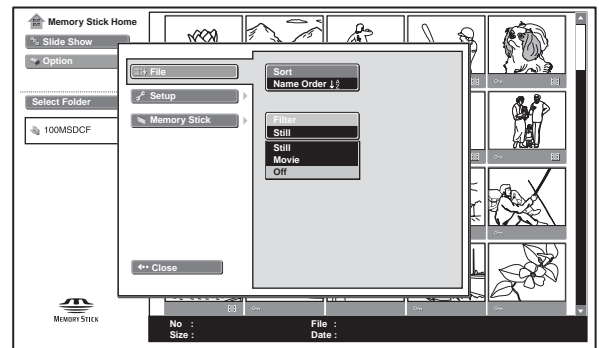 Memory Stick Home
Slide Show
Option
Select Folder
100MSDCF
File
Setup
Memory Stick
Close
Sort
Name Order ↓A Z
Filter
Still
Still
Movie
Off
MEMORY STICK
No :
File :
Size :
Date :